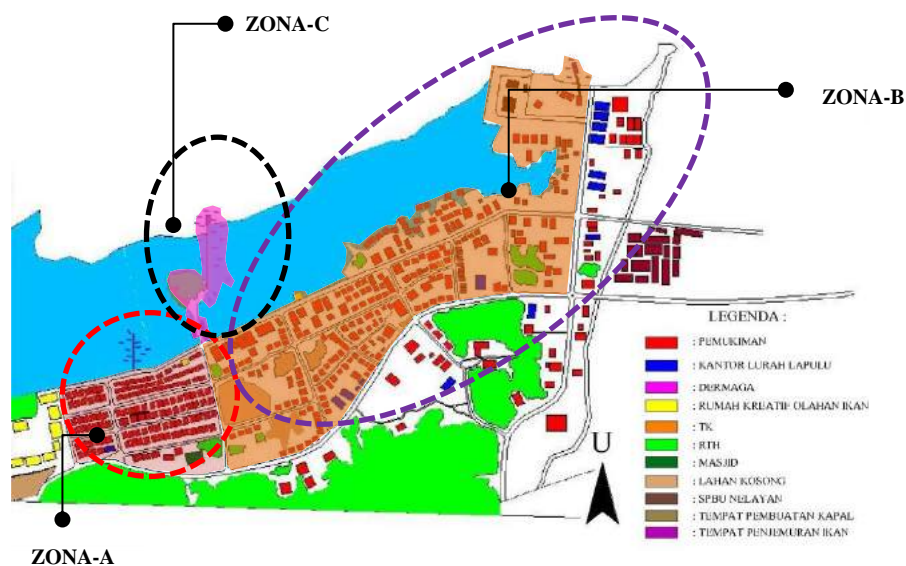 ZONA-C
ZONA-B
LEGENDA :
: PEMUKIMAN
: KANTOR LURAH LAPULU
: DERMAGA
: RUMAH KREATIF OLAHAN IKAN
: TK
: RTH
: MASJID
: LAHAN KOSONG
: SPBU NELAYAN
: TEMPAT PEMBUATAN KAPAL
: TEMPAT PENJEMURAN IKAN
U
ZONA-A